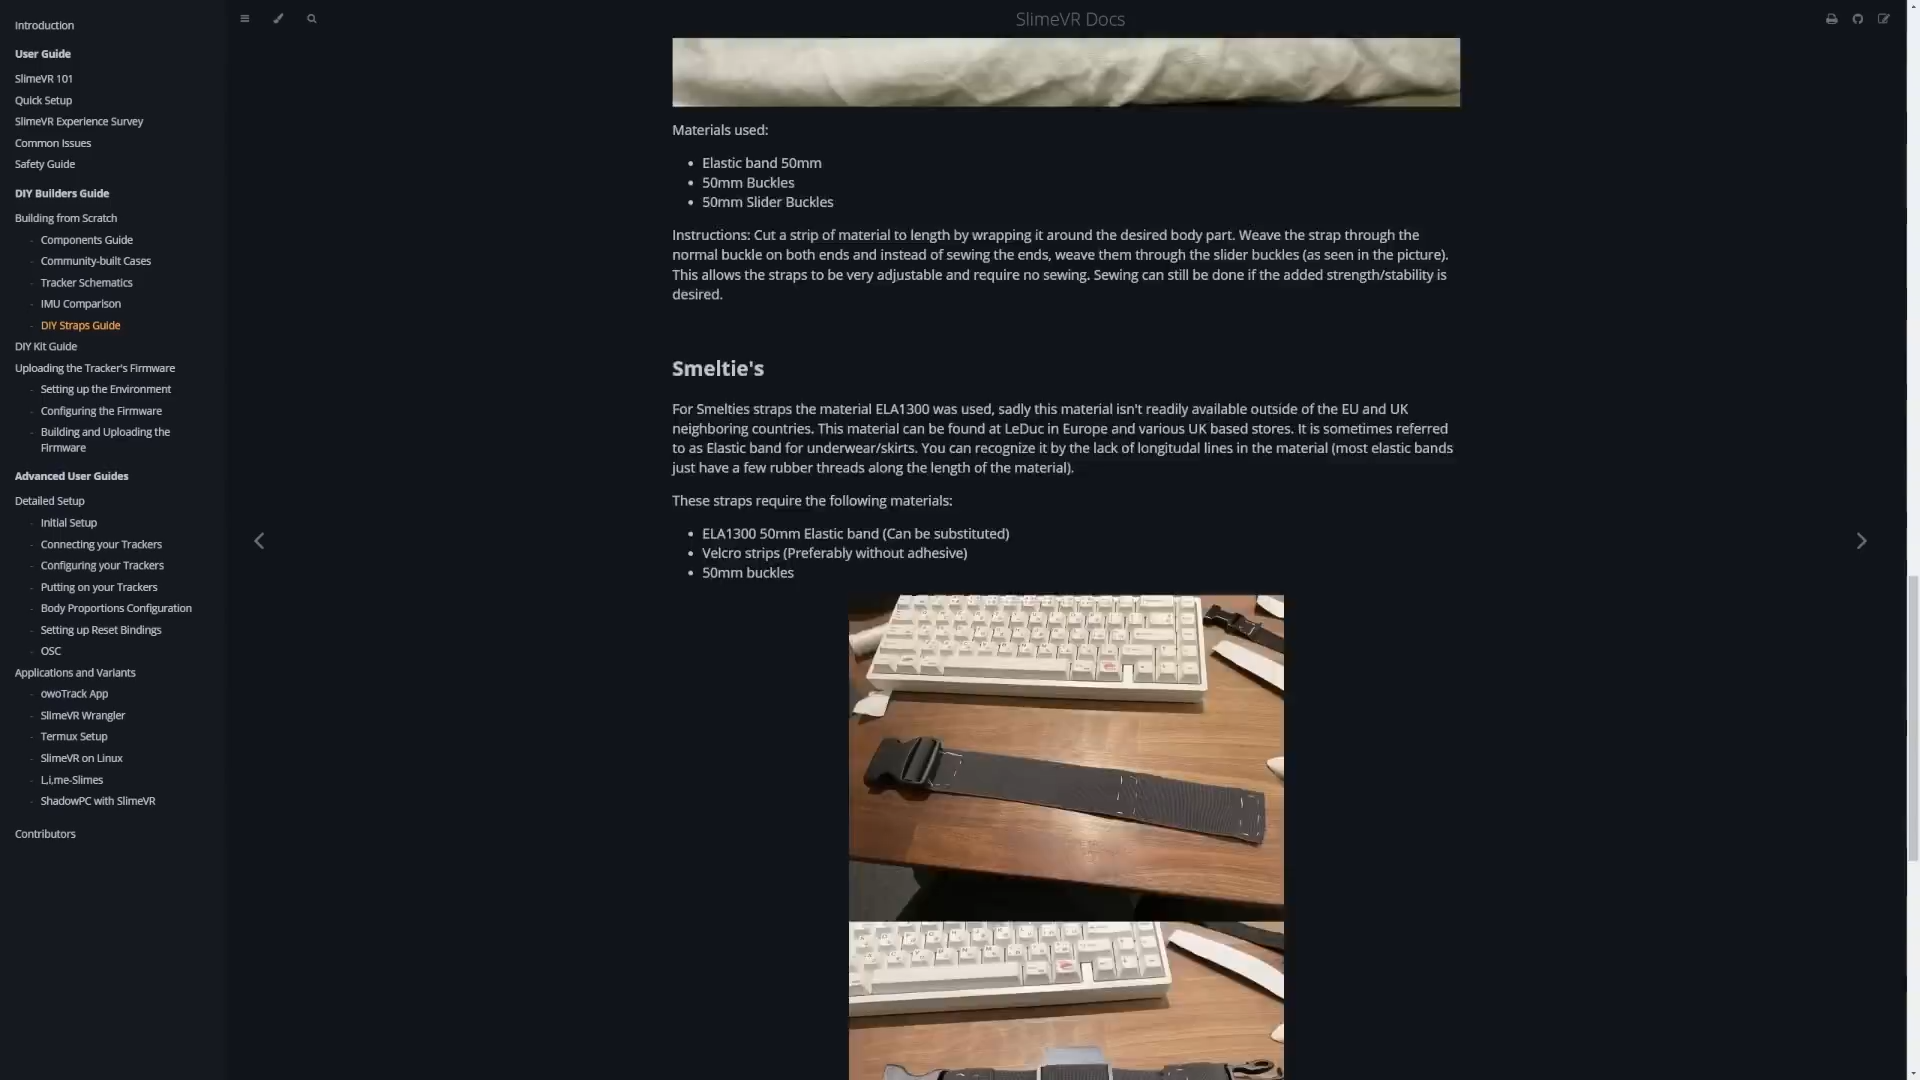 Introduction
User Guide
SlimeVR 101
Quick Setup
SlimeVR Experience Survey
Common Issues
Safety Guide
DIY Builders Guide
Building from Scratch
- Components Guide
- Community-built Cases
- Tracker Schematics
- IMU Comparison
- DIY Straps Guide
DIY Kit Guide
Uploading the Tracker's Firmware
- Setting up the Environment
- Configuring the Firmware
- Building and Uploading the
Firmware
Advanced User Guides
Detailed Setup
- Initial Setup
- Connecting your Trackers
- Configuring your Trackers
- Putting on your Trackers
- Body Proportions Configuration
- Setting up Reset Bindings
- OSC
Applications and Variants
- owoTrack App
- SlimeVR Wrangler
- Termux Setup
- SlimeVR on Linux
- L,i,me-Slimes
- ShadowPC with SlimeVR
Contributors
SlimeVR Docs
Materials used:
• Elastic band 50mm
• 50mm Buckles
• 50mm Slider Buckles
Instructions: Cut a strip of material to length by wrapping it around the desired body part. Weave the strap through the
normal buckle on both ends and instead of sewing the ends, weave them through the slider buckles (as seen in the picture).
This allows the straps to be very adjustable and require no sewing. Sewing can still be done if the added strength/stability is
desired.
Smeltie's
For Smelties straps the material ELA1300 was used, sadly this material isn't readily available outside of the EU and UK
neighboring countries. This material can be found at LeDuc in Europe and various UK based stores. It is sometimes referred
to as Elastic band for underwear/skirts. You can recognize it by the lack of longitudal lines in the material (most elastic bands
just have a few rubber threads along the length of the material).
These straps require the following materials:
• ELA1300 50mm Elastic band (Can be substituted)
• Velcro strips (Preferably without adhesive)
• 50mm buckles